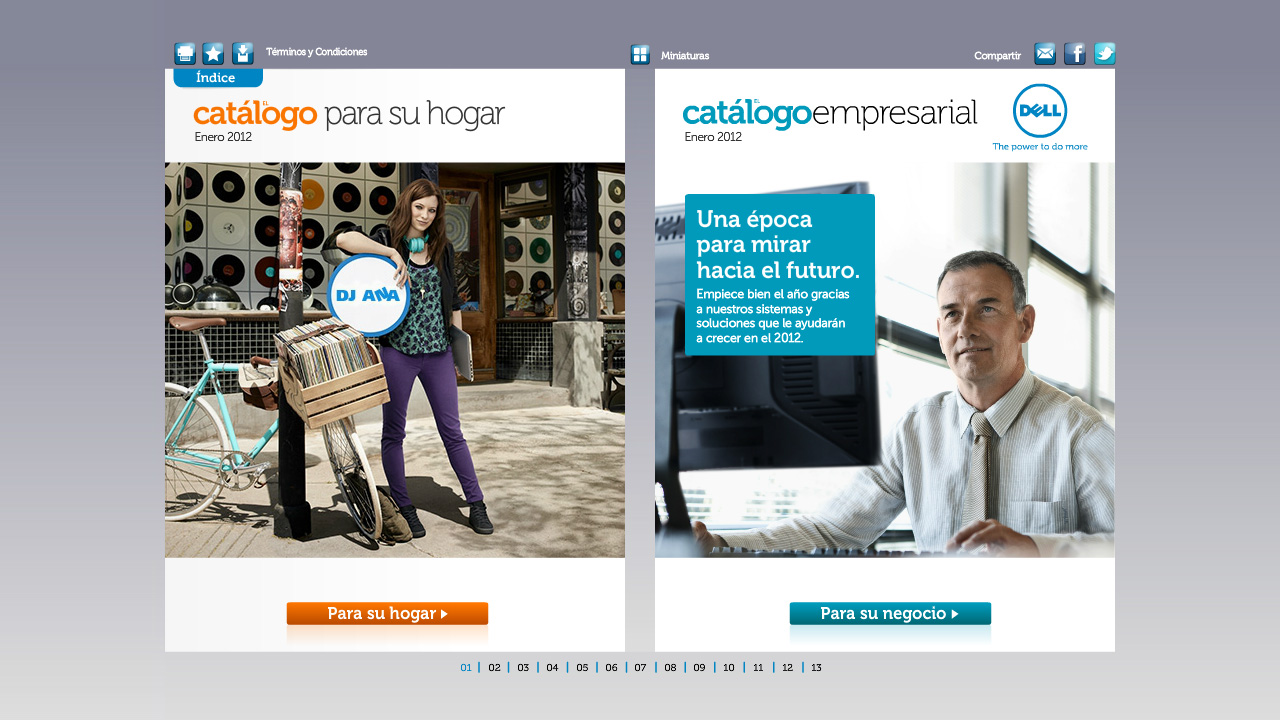 Términos y Condiciones
Miniaturas
Compartir
Índice
EL
catálogo para su hogar
Enero 2012
DJ ANA
Para su hogar
EL
catálogo empresarial
Enero 2012
DELL
The power to do more
Una época
para mirar
hacia el futuro.
Empiece bien el año gracias
a nuestros sistemas y
soluciones que le ayudarán
a crecer en el 2012.
Para su negocio
01 | 02 | 03 | 04 | 05 | 06 | 07 | 08 | 09 | 10 | 11 | 12 | 13